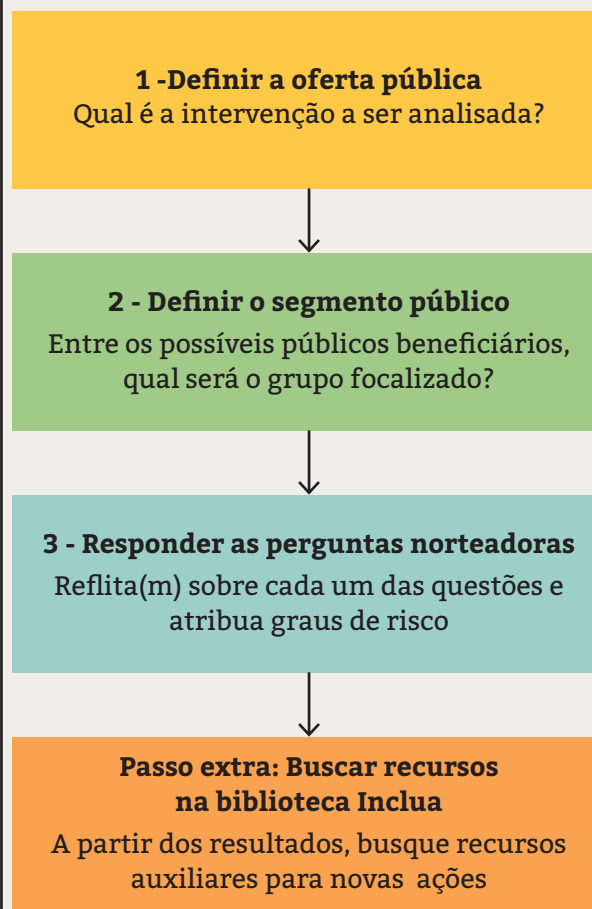 1 -Definir a oferta pública
Qual é a intervenção a ser analisada?
2 - Definir o segmento público
Entre os possíveis públicos beneficiários,
qual será o grupo focalizado?
3 - Responder as perguntas norteadoras
Reflita(m) sobre cada um das questões e
atribua graus de risco
Passo extra: Buscar recursos
na biblioteca Inclua
A partir dos resultados, busque recursos
auxiliares para novas ações